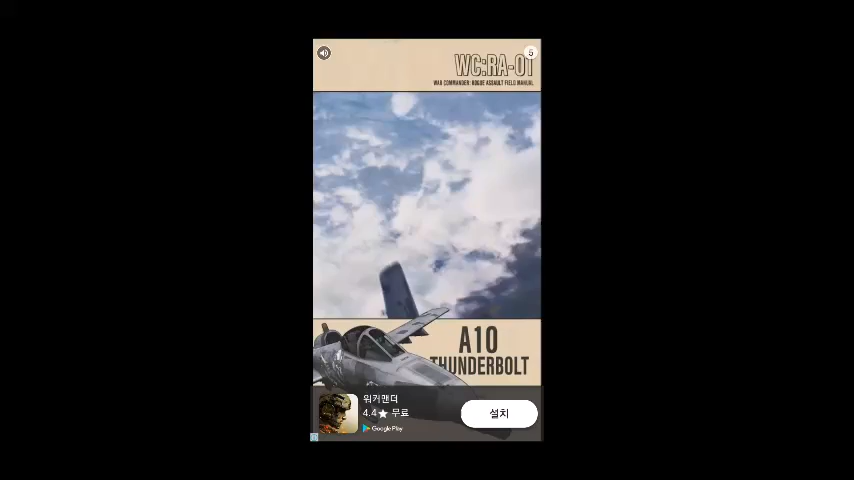 5
WC:RA-01
WAR COMMANDER: ROGUE ASSAULT FIELD MANUAL
A10
THUNDERBOLT
워커맨더
4.4★ 무료
Google Play
설치